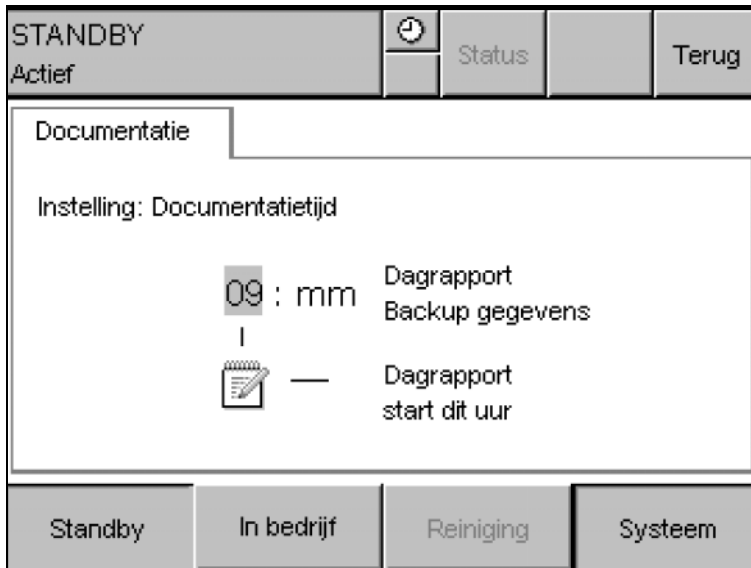 STANDBY
Actief
Status
Terug
Documentatie
Instelling: Documentatietijd
09 : mm
Dagrapport
Backup gegevens
Dagrapport
start dit uur
Standby
In bedrijf
Reiniging
Systeem